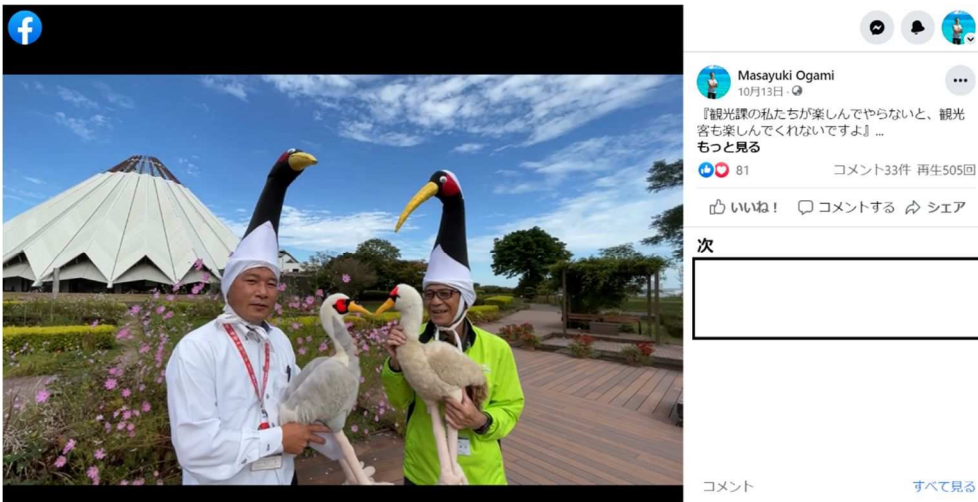 Masayuki Ogami
10月13日
『観光課の私たちが楽しんでやらないと、観光
客も楽しんでくれないですよ』...
もっと見る
81
コメント33件 再生505回
いいね！ コメントする シェア
次
コメント すべて見る